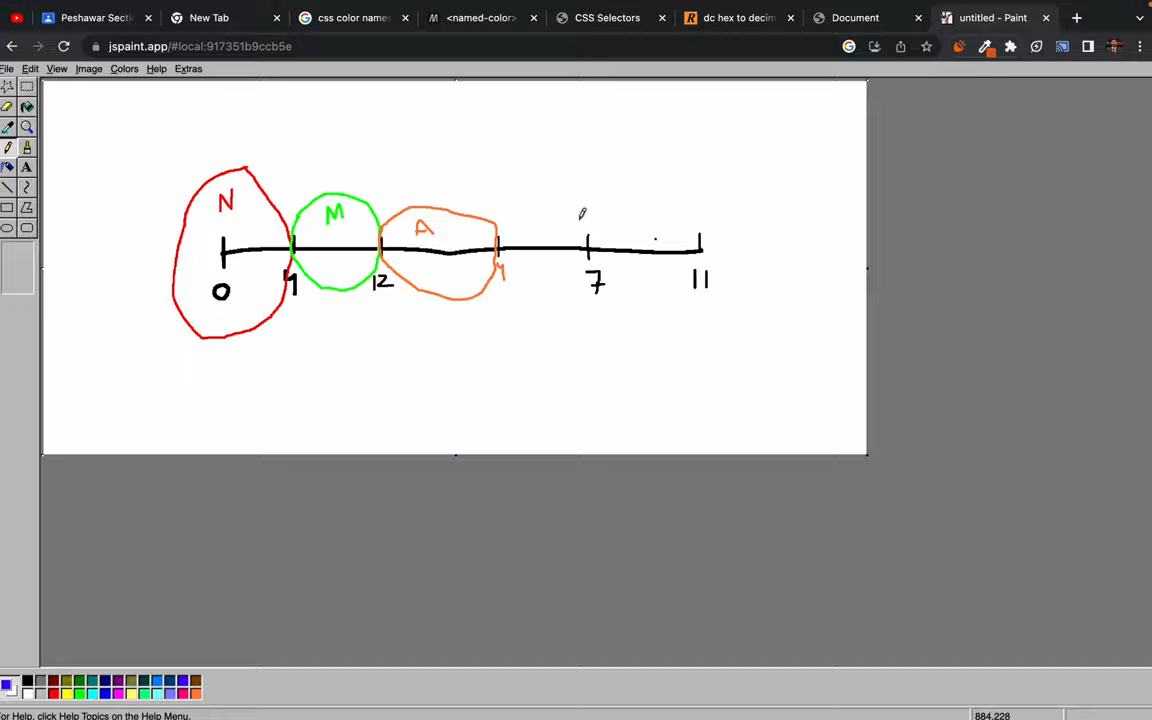 Peshawar Secti
New Tab
css color name
<named-color>
CSS Selectors
dc hex to decim
Document
untitled - Paint
jspaint.app/#local:917351b9ccb5e
File Edit View Image Colors Help Extras
N
M
A
0
4
12
4
7
11
For Help, click Help Topics on the Help Menu.
884,228